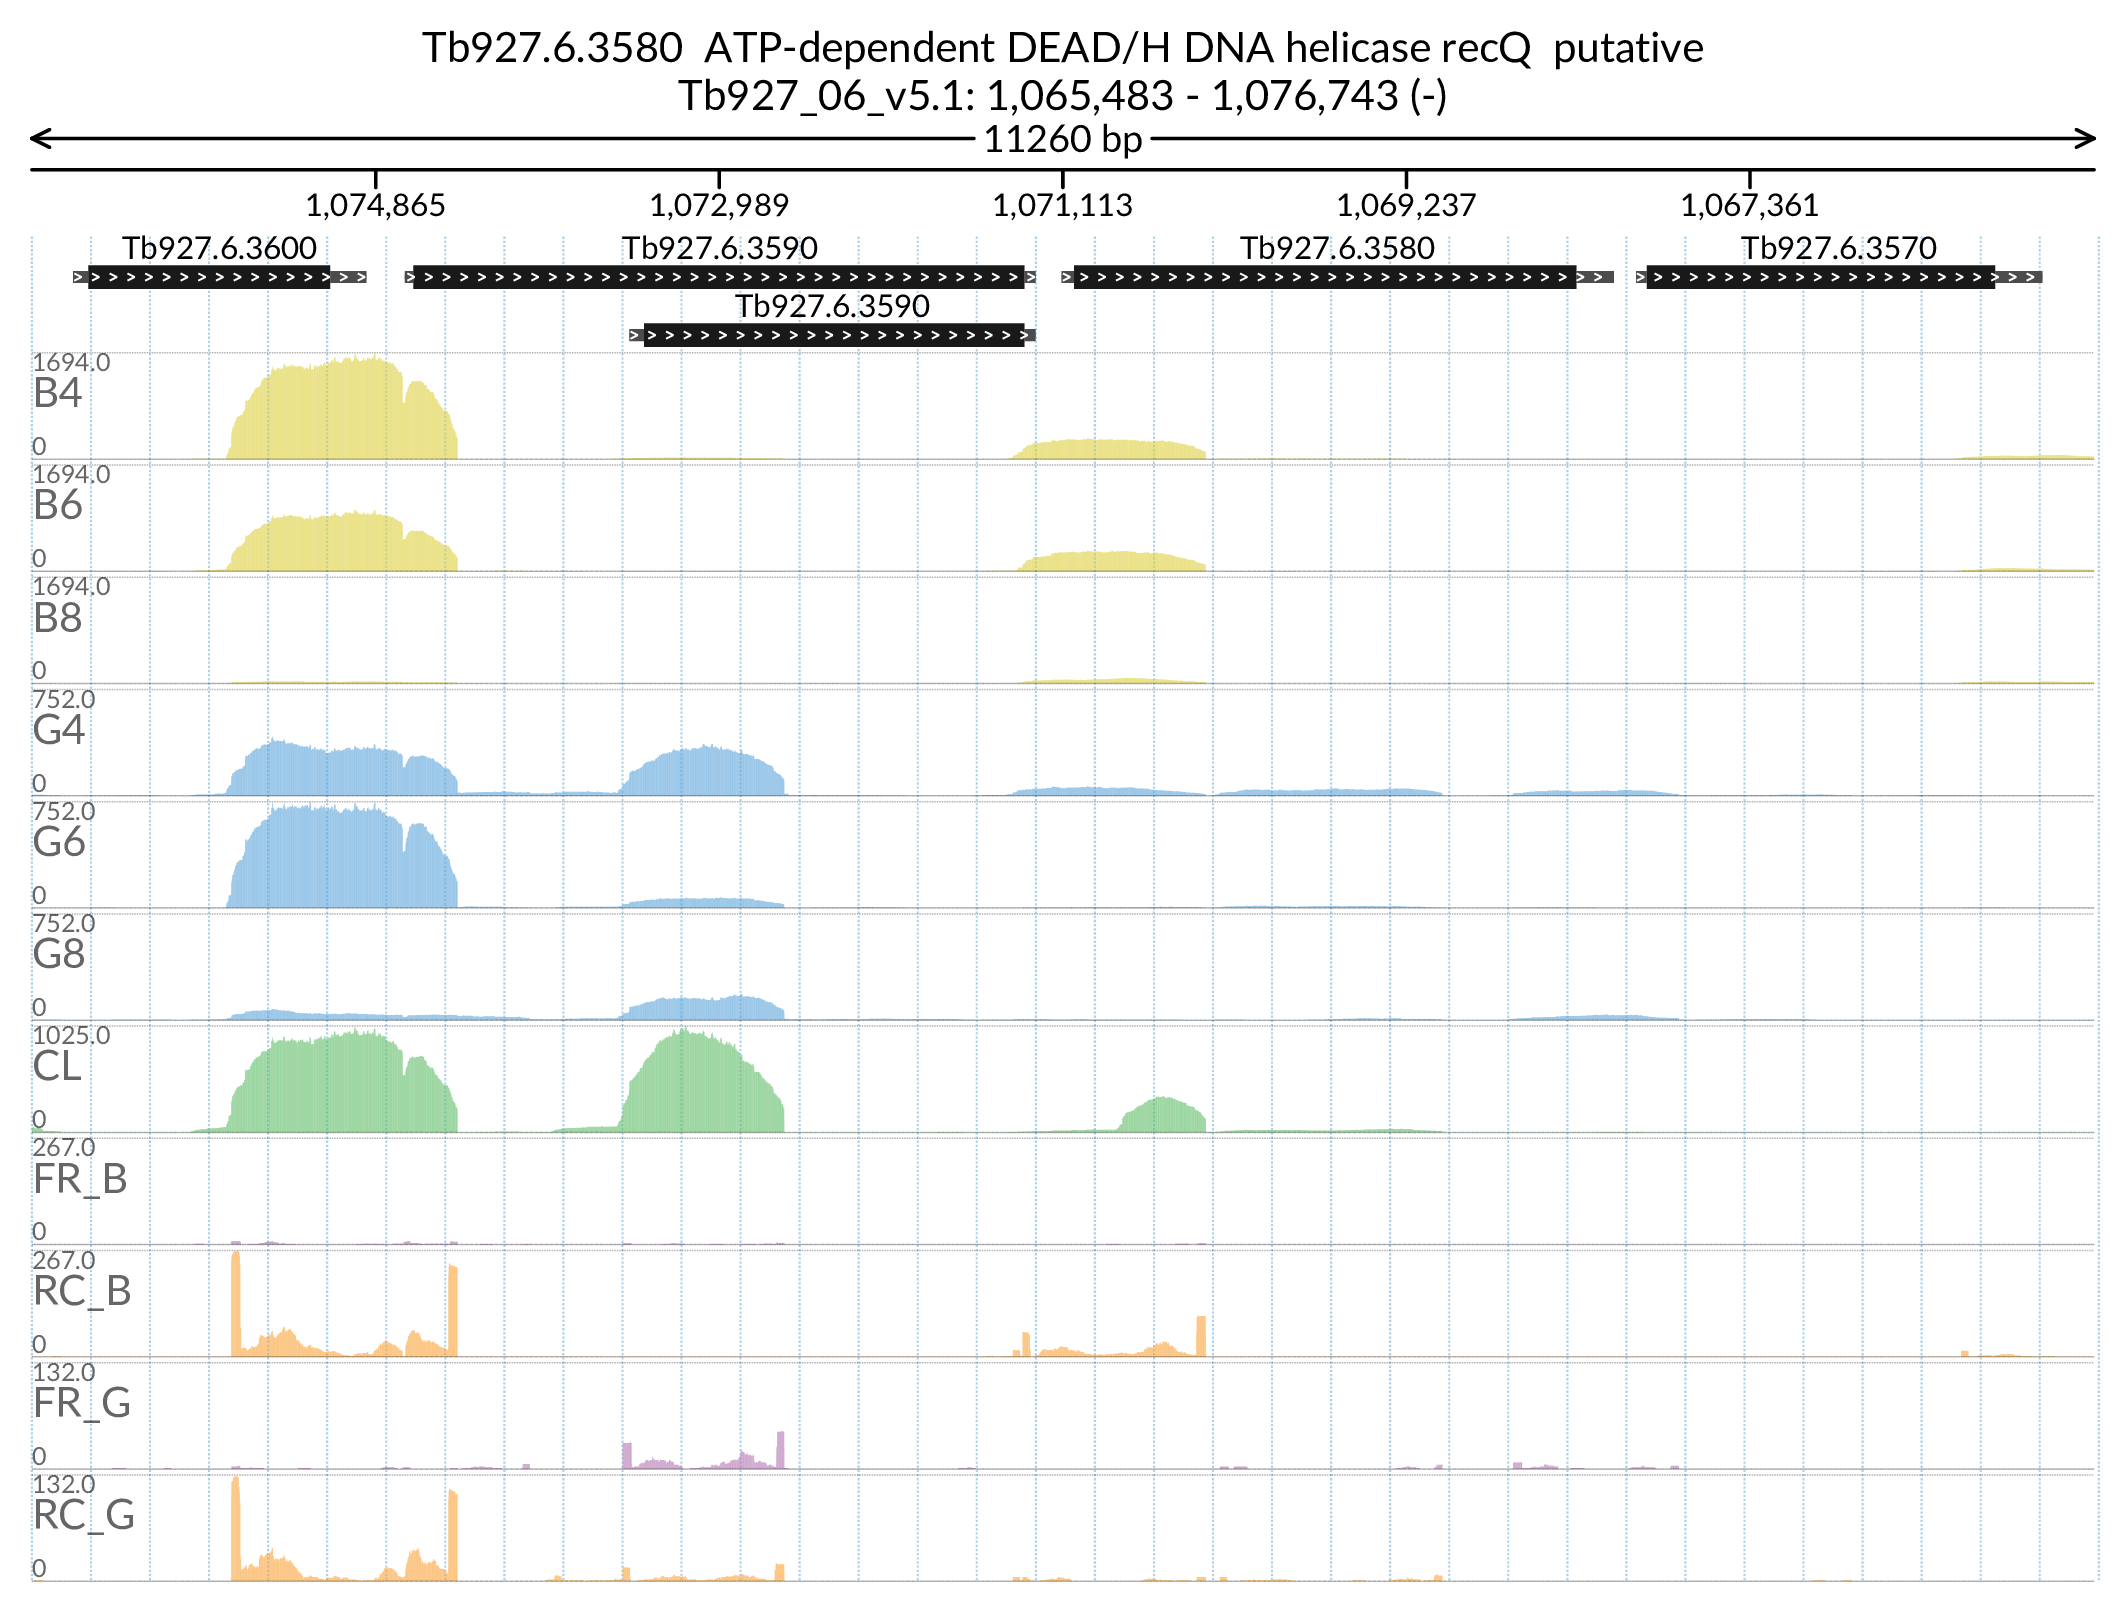 Tb927.6.3580  ATP-dependent DEAD/H DNA helicase recQ  putative
Tb927_06_v5.1: 1,065,483 - 1,076,743 (-)
11260 bp
1,074,865 1,072,989 1,071,113 1,069,237 1,067,361
Tb927.6.3600 Tb927.6.3590 Tb927.6.3580 Tb927.6.3570
Tb927.6.3590
1694.0
B4
0
1694.0
B6
0
1694.0
B8
0
752.0
G4
0
752.0
G6
0
752.0
G8
0
1025.0
CL
0
267.0
FR_B
0
267.0
RC_B
0
132.0
FR_G
0
132.0
RC_G
0